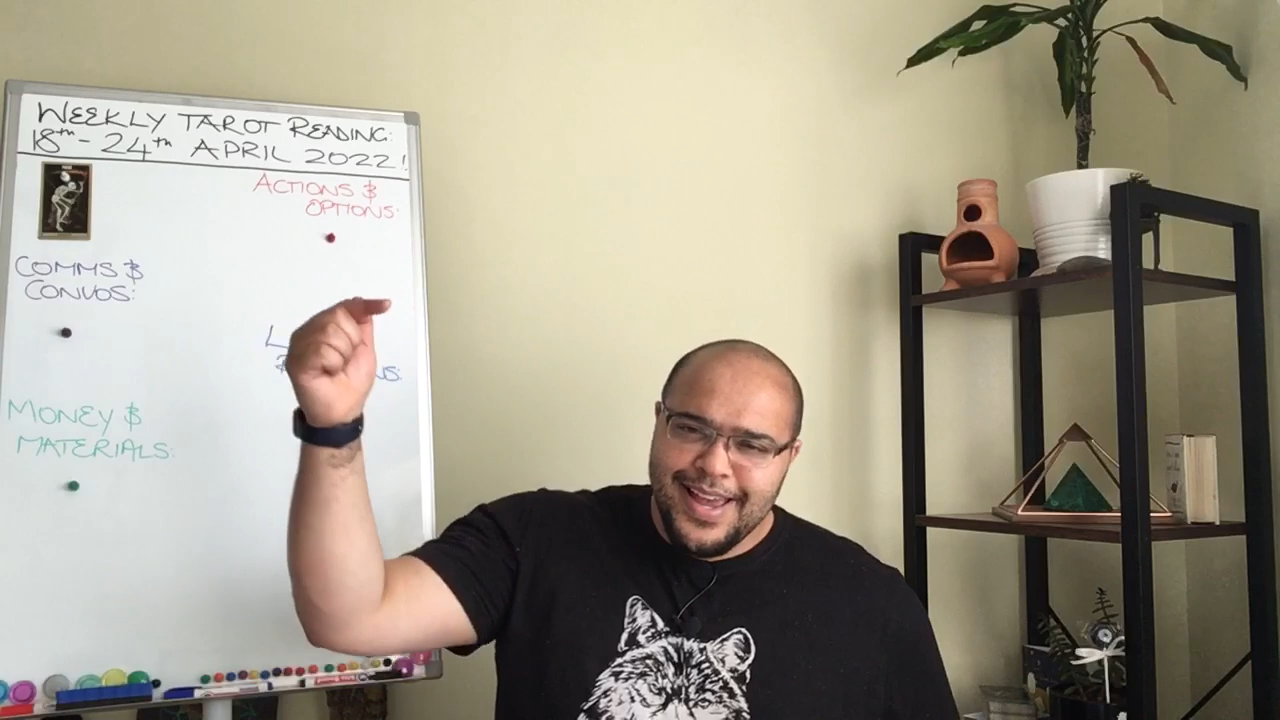 WEEKLY TAROT READING:
18th - 24th APRIL 2022!
ACTIONS &
OPTIONS:
COMMS &
CONVOS:
MONEY &
MATERIALS: